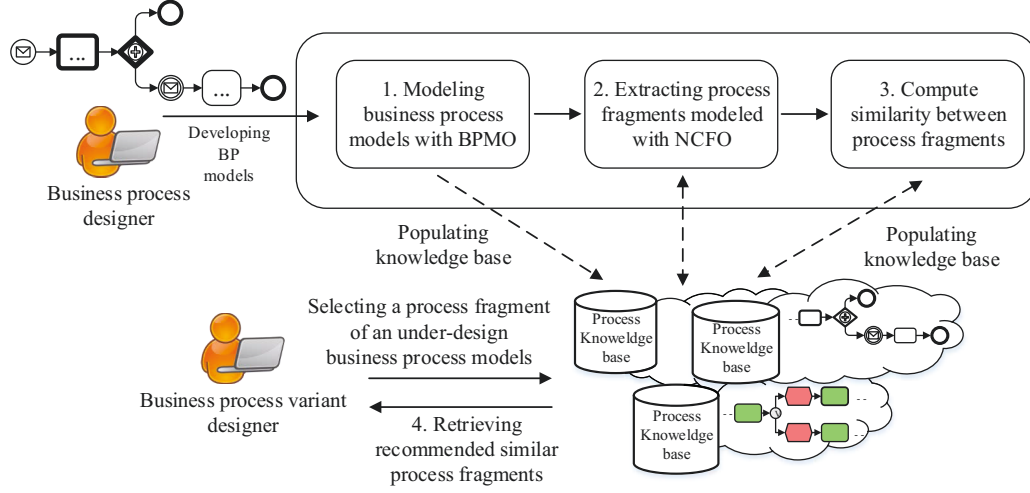 ...
...
1. Modeling
business process
models with BPMO
2. Extracting process
fragments modeled
with NCFO
3. Compute
similarity between
process fragments
Developing
BP
models
Business process
designer
Populating
knowledge base
Populating
knowledge base
Selecting a process fragment
of an under-design
business process models
Process
Knoweldge
base
Process
Knoweldge
base
Process
Knoweldge
base
Business process variant
designer
4. Retrieving
recommended similar
process fragments